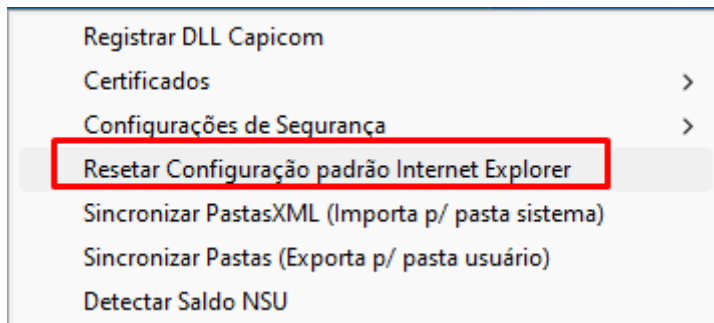 Registrar DLL Capicom
Certificados
Configurações de Segurança
Resetar Configuração padrão Internet Explorer
Sincronizar PastasXML (Importa p/ pasta sistema)
Sincronizar Pastas (Exporta p/ pasta usuário)
Detectar Saldo NSU